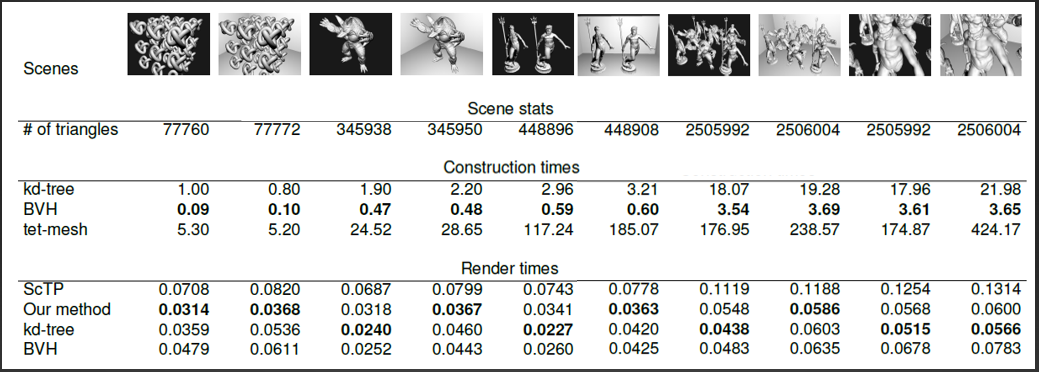 Scenes
Scene stats
# of triangles 77760 77772 345938 345950 448896 448908 2505992 2506004 2505992 2506004
Construction times
kd-tree 1.00 0.80 1.90 2.20 2.96 3.21 18.07 19.28 17.96 21.98
BVH 0.09 0.10 0.47 0.48 0.59 0.60 3.54 3.69 3.61 3.65
tet-mesh 5.30 5.20 24.52 28.65 117.24 185.07 176.95 238.57 174.87 424.17
Render times
ScTP 0.0708 0.0820 0.0687 0.0799 0.0743 0.0778 0.1119 0.1188 0.1254 0.1314
Our method 0.0314 0.0368 0.0318 0.0367 0.0341 0.0363 0.0548 0.0586 0.0568 0.0600
kd-tree 0.0359 0.0536 0.0240 0.0460 0.0227 0.0420 0.0438 0.0603 0.0515 0.0566
BVH 0.0479 0.0611 0.0252 0.0443 0.0260 0.0425 0.0483 0.0635 0.0678 0.0783